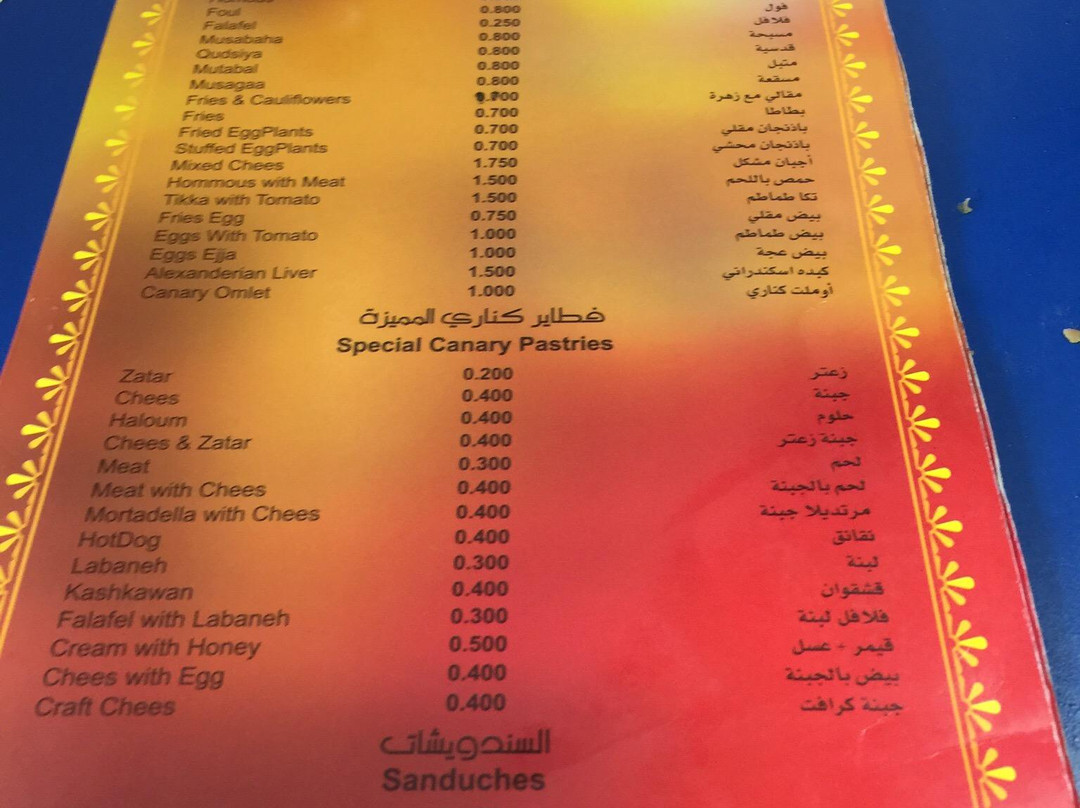 Foul 0.800 فول
Falafel 0.250 فلافل
Musabaha 0.800 مسبحة
Qudsiya 0.800 قدسية
Mutabal 0.800 متبل
Musagaa 0.800 مسقعة
Fries & Cauliflowers مقالي مع زهرة
Fries 0.700 بطاطا
Fried EggPlants 0.700 باذنجان مقلي
Stuffed EggPlants 0.700 باذنجان محشي
Mixed Chees 1.750 أجبان مشكل
Hommous with Meat 1.500 حمص باللحم
Tikka with Tomato 1.500 تكا طماطم
Fries Egg 0.750 بيض مقلي
Eggs With Tomato 1.000 بيض طماطم
Eggs Ejja 1.000 بيض عجة
Alexanderian Liver 1.500 كبده اسكندراني
Canary Omlet 1.000 أوملت كناري
فطاير كناري المميزة
Special Canary Pastries
Zatar 0.200 زعتر
Chees 0.400 جبنة
Haloum 0.400 حلوم
Chees & Zatar 0.400 جبنة زعتر
Meat 0.300 لحم
Meat with Chees 0.400 لحم بالجبنة
Mortadella with Chees 0.400 مرتديلا جبنة
HotDog 0.400 نقانق
Labaneh 0.300 لبنة
Kashkawan 0.400 قشقوان
Falafel with Labaneh 0.300 فلافل لبنة
Cream with Honey 0.500 قيمر + عسل
Chees with Egg 0.400 بيض بالجبنة
Craft Chees 0.400 جبنة كرافت
السندويشات
Sanduches